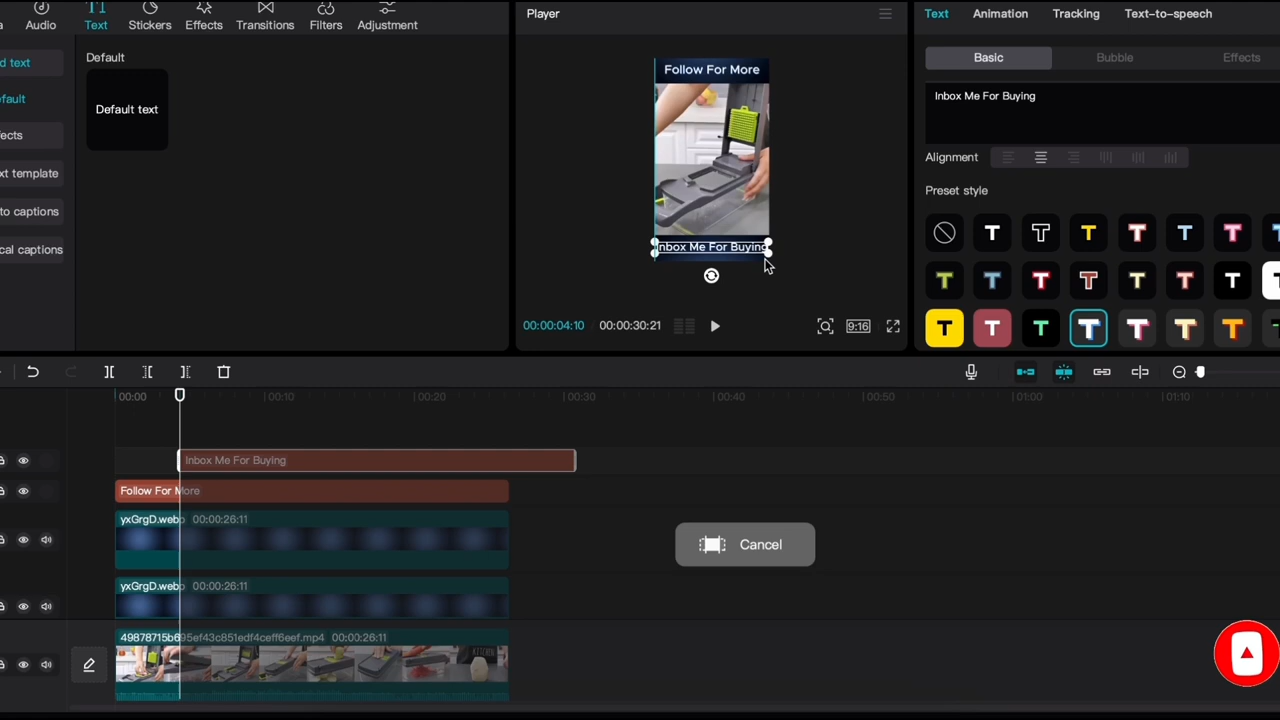 Audio
Text
Stickers
Effects
Transitions
Filters
Adjustment
d text
fault
fects
xt template
to captions
cal captions
Default
Default text
Player
Follow For More
Inbox Me For Buying
00:00:04:10
00:00:30:21
9:16
Text
Animation
Tracking
Text-to-speech
Basic
Bubble
Effects
Inbox Me For Buying
Alignment
Preset style
00:00
00:10
00:20
00:30
00:40
00:50
01:00
01:10
Inbox Me For Buying
Follow For More
yxGrgD.webp 00:00:26:11
yxGrgD.webp 00:00:26:11
49878715b695ef43c851edf4ceff6eef.mp4 00:00:26:11
KITCHEN
Cancel